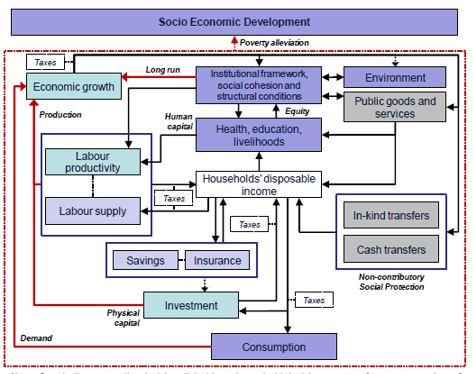 Socio Economic Development
Taxes
Poverty alleviation
Economic growth
Long run
Institutional framework,
social cohesion and
structural conditions
Environment
Production
Equity
Public goods and
services
Human
capital
Health, education,
livelihoods
Labour
productivity
Households' disposable
income
Taxes
Labour supply
In-kind transfers
Taxes
Cash transfers
Savings
Insurance
Non-contributory
Social Protection
Physical
capital
Investment
Taxes
Demand
Consumption